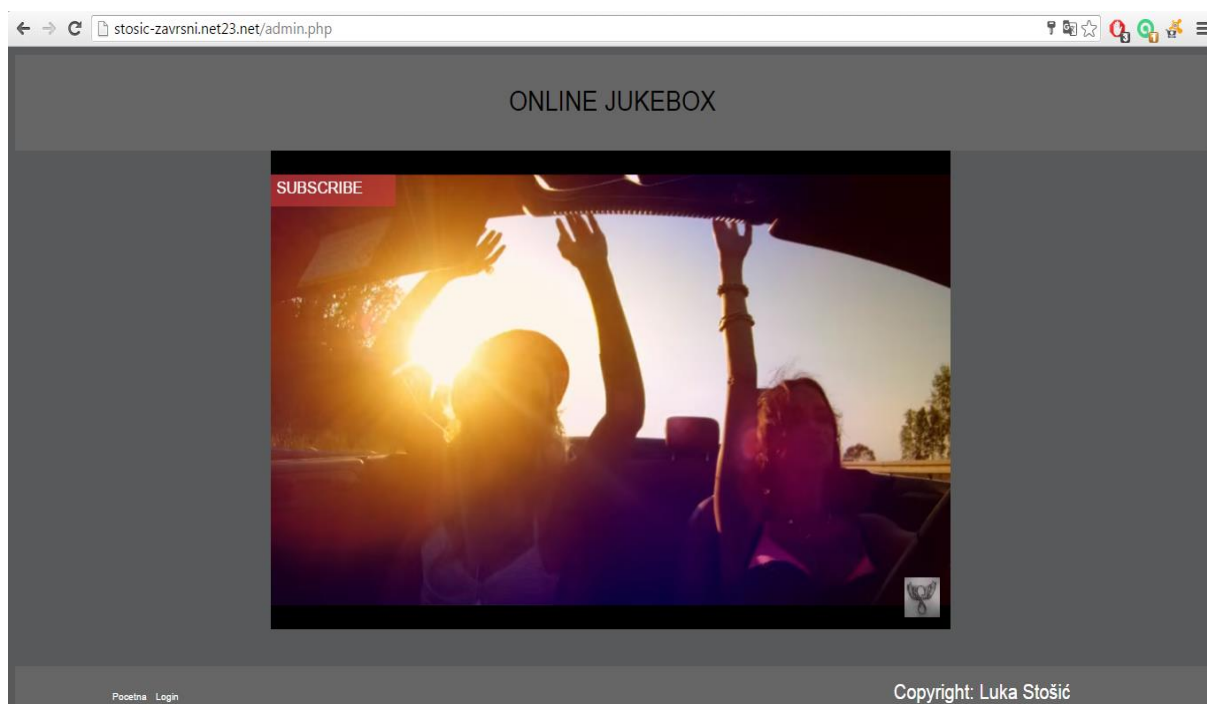 stosic-zavrsni.net23.net/admin.php
ONLINE JUKEBOX
SUBSCRIBE
Pocetna Login
Copyright: Luka Stošić